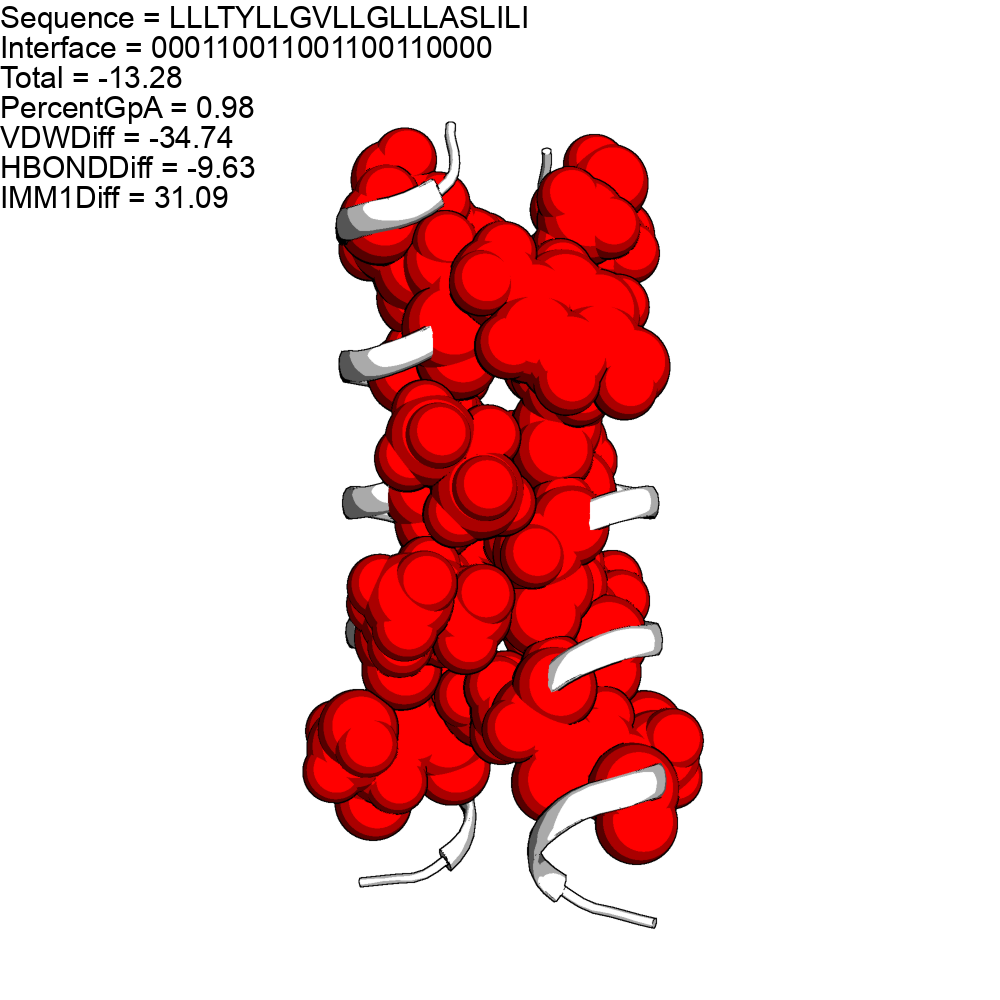 Sequence = LLLTYLLGVLLGLLLASLILI
Interface = 000110011001100110000
Total = -13.28
PercentGpA = 0.98
VDWDiff = -34.74
HBONDDiff = -9.63
IMM1Diff = 31.09